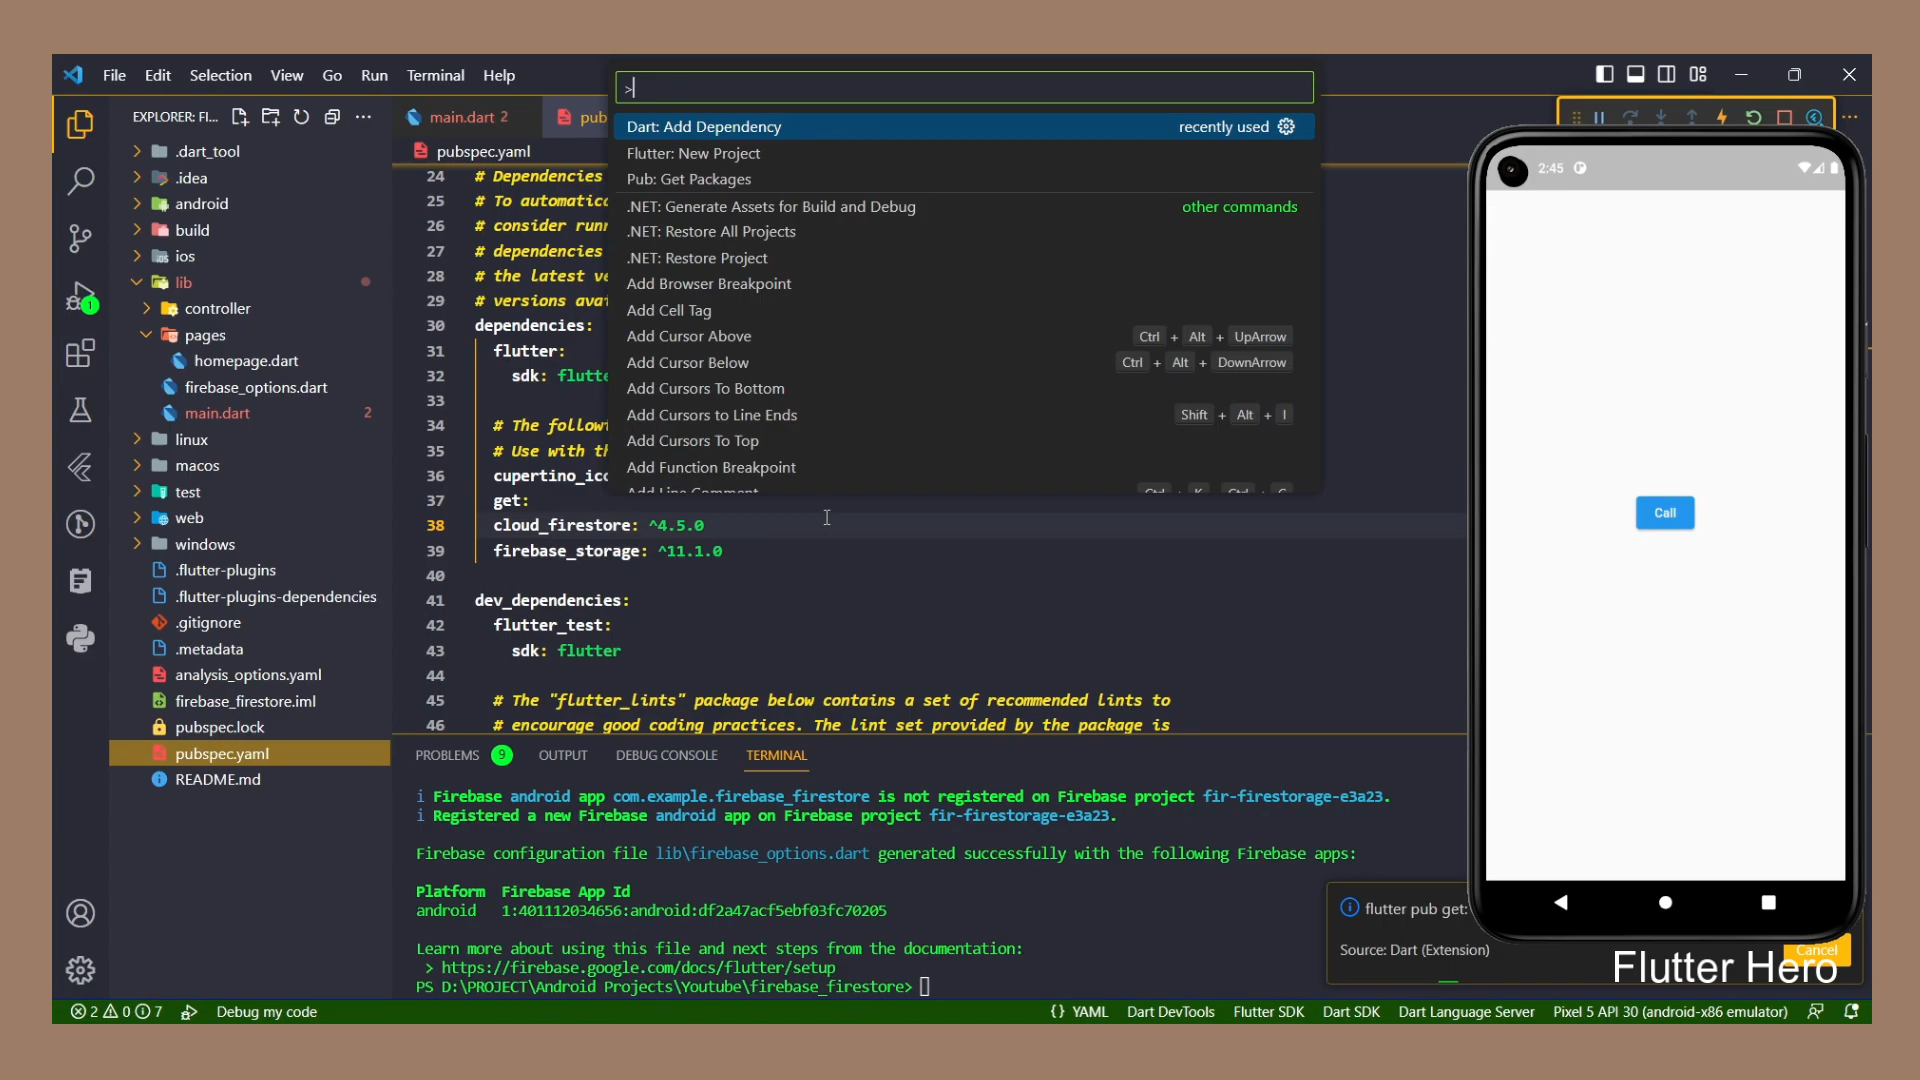 File Edit Selection View Go Run Terminal Help
>
EXPLORER: FI...
main.dart 2
pub
pubspec.yaml
Dart: Add Dependency recently used
Flutter: New Project
Pub: Get Packages
.NET: Generate Assets for Build and Debug other commands
.NET: Restore All Projects
.NET: Restore Project
Add Browser Breakpoint
Add Cell Tag
Add Cursor Above Ctrl + Alt + UpArrow
Add Cursor Below Ctrl + Alt + DownArrow
Add Cursors To Bottom
Add Cursors to Line Ends Shift + Alt + I
Add Cursors To Top
Add Function Breakpoint
Add Line Comment Ctrl + K Ctrl + C
.dart_tool
.idea
android
build
ios
lib
controller
pages
homepage.dart
firebase_options.dart
main.dart 2
linux
macos
test
web
windows
.flutter-plugins
.flutter-plugins-dependencies
.gitignore
.metadata
analysis_options.yaml
firebase_firestore.iml
pubspec.lock
pubspec.yaml
README.md
1
24 # Dependencies
25 # To automatic
26 # consider run
27 # dependencies
28 # the latest
29 # versions
30 dependencies:
31 flutter:
32 sdk: flutte
33
34 # The follow
35 # Use with
36 cupertino_ic
37 get:
38 cloud_firestore: ^4.5.0
39 firebase_storage: ^11.1.0
40
41 dev_dependencies:
42 flutter_test:
43 sdk: flutter
44
45 # The "flutter_lints" package below contains a set of recommended lints to
46 # encourage good coding practices. The lint set provided by the package is
PROBLEMS 9 OUTPUT DEBUG CONSOLE TERMINAL
i Firebase android app com.example.firebase_firestore is not registered on Firebase project fir-firestorage-e3a23.
i Registered a new Firebase android app on Firebase project fir-firestorage-e3a23.
Firebase configuration file lib\firebase_options.dart generated successfully with the following Firebase apps:
Platform Firebase App Id
android 1:401112034656:android:df2a47acf5ebf03fc70205
Learn more about using this file and next steps from the documentation:
> https://firebase.google.com/docs/flutter/setup
PS D:\PROJECT\Android Projects\Youtube\firebase_firestore>
2:45
Call
flutter pub get:
Source: Dart (Extension)
Cancel
Flutter Hero
2 0 7 Debug my code
{} YAML Dart DevTools Flutter SDK Dart SDK Dart Language Server Pixel 5 API 30 (android-x86 emulator)